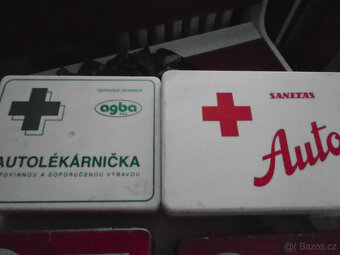 agba
AUTOLÉKÁRNIČKA
POVINNOU A DOPORUČENOU VÝBAVOU
SANITAS
Auto
Bazos.cz